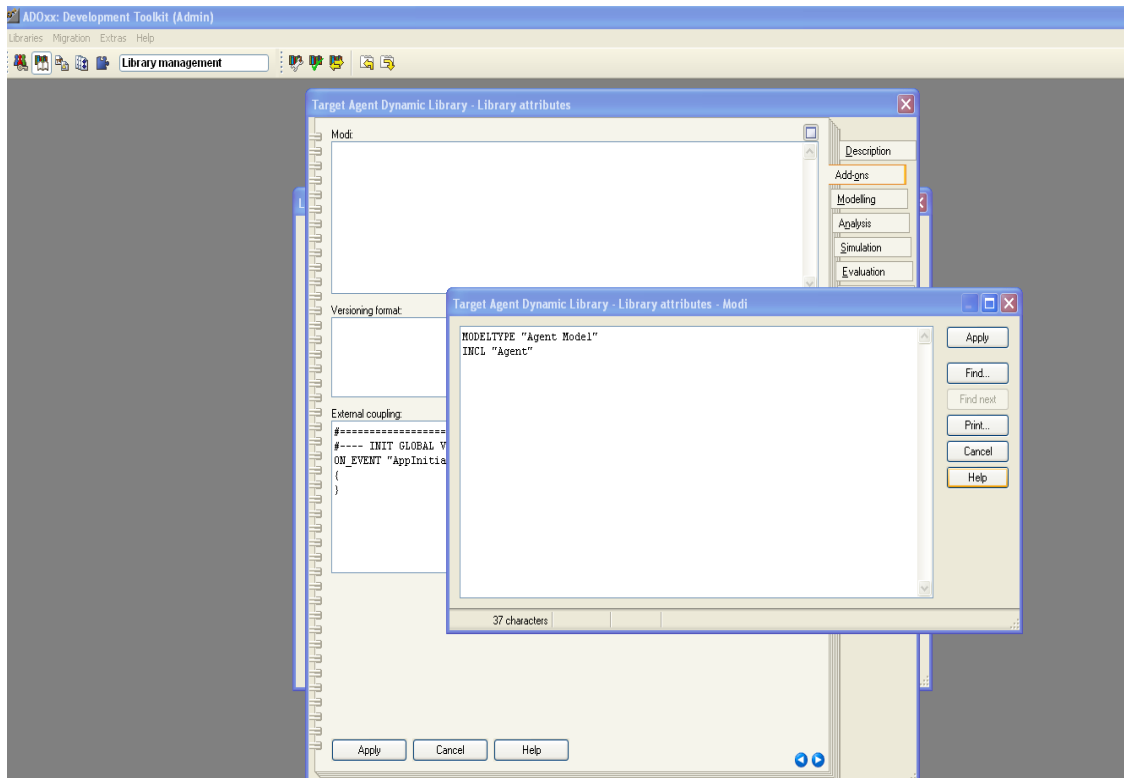 ADOxx: Development Toolkit (Admin)
Libraries Migration Extras Help
Library management
Target Agent Dynamic Library - Library attributes
Modi:
Description
Add-ons
Modelling
Analysis
Simulation
Evaluation
L
Versioning format:
External coupling:
#===================
#---- INIT GLOBAL V
ON_EVENT "AppInitia
{
}
Apply Cancel Help
Target Agent Dynamic Library - Library attributes - Modi
MODELTYPE "Agent Model"
INCL "Agent"
Apply
Find...
Find next
Print...
Cancel
Help
37 characters